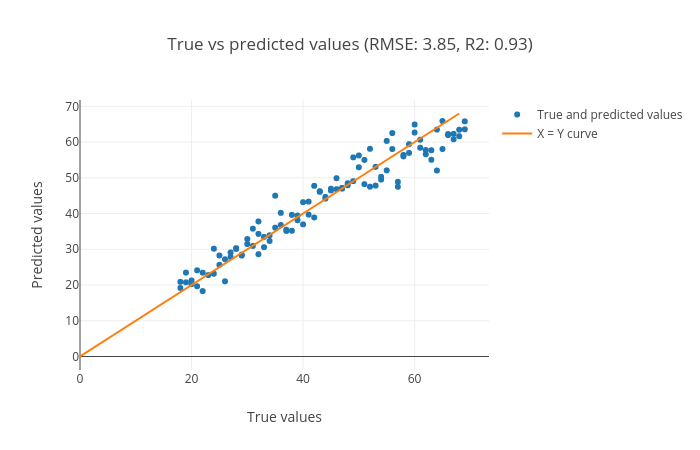 True vs predicted values (RMSE: 3.85, R2: 0.93)
True and predicted values
X = Y curve
Predicted values
70
60
50
40
30
20
10
0
0
20
40
60
True values